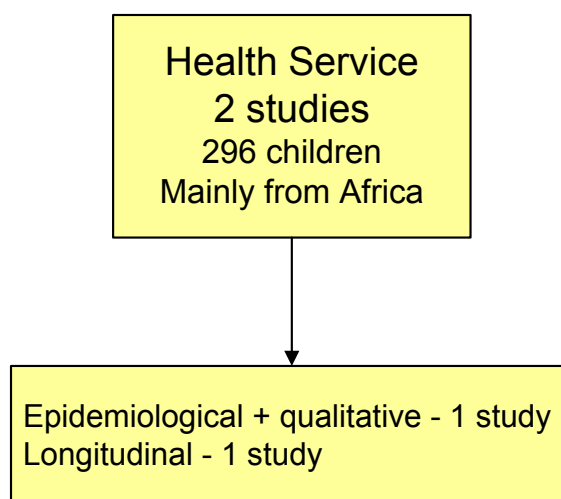 Health Service
2 studies
296 children
Mainly from Africa
Epidemiological + qualitative - 1 study
Longitudinal - 1 study